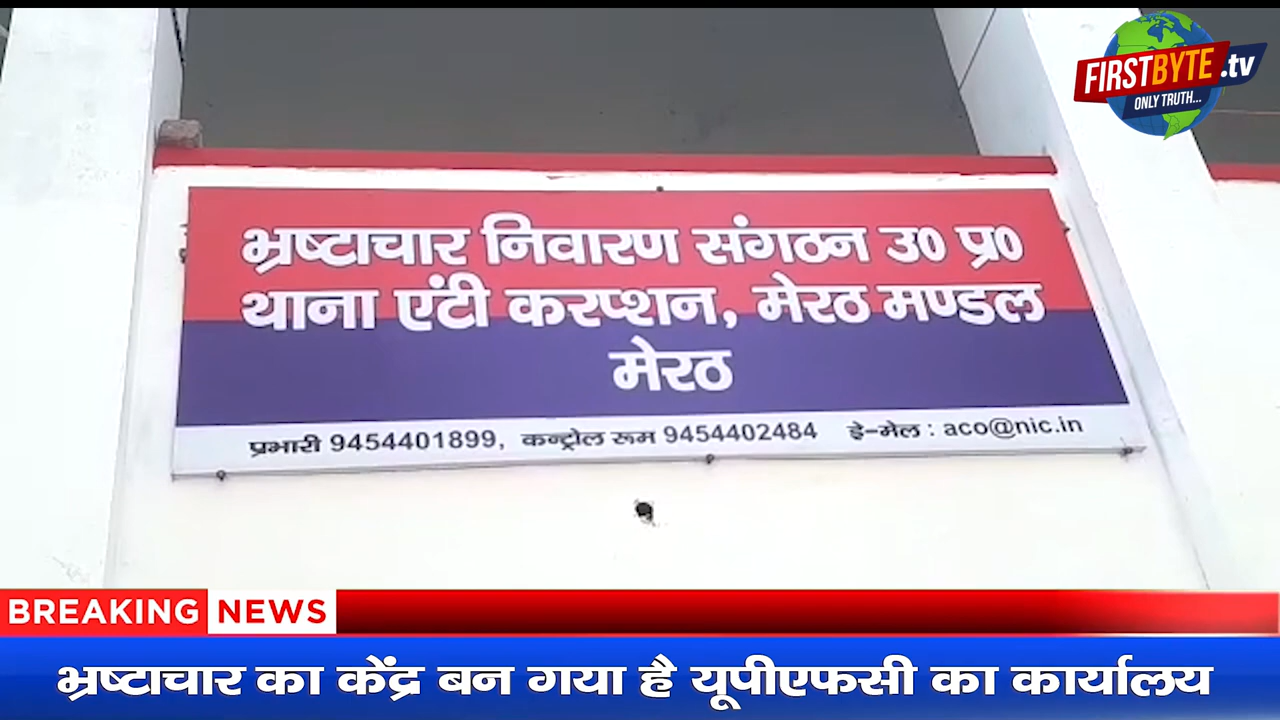 FIRSTBYTE.tv
ONLY TRUTH...
भ्रष्टाचार निवारण संगठन उ० प्र०
थाना एंटी करप्शन, मेरठ मण्डल
मेरठ
प्रभारी 9454401899, कन्ट्रोल रूम 9454402484 ई-मेल : aco@nic.in
BREAKING NEWS
भ्रष्टाचार का केंद्र बन गया है यूपीएफसी का कार्यालय